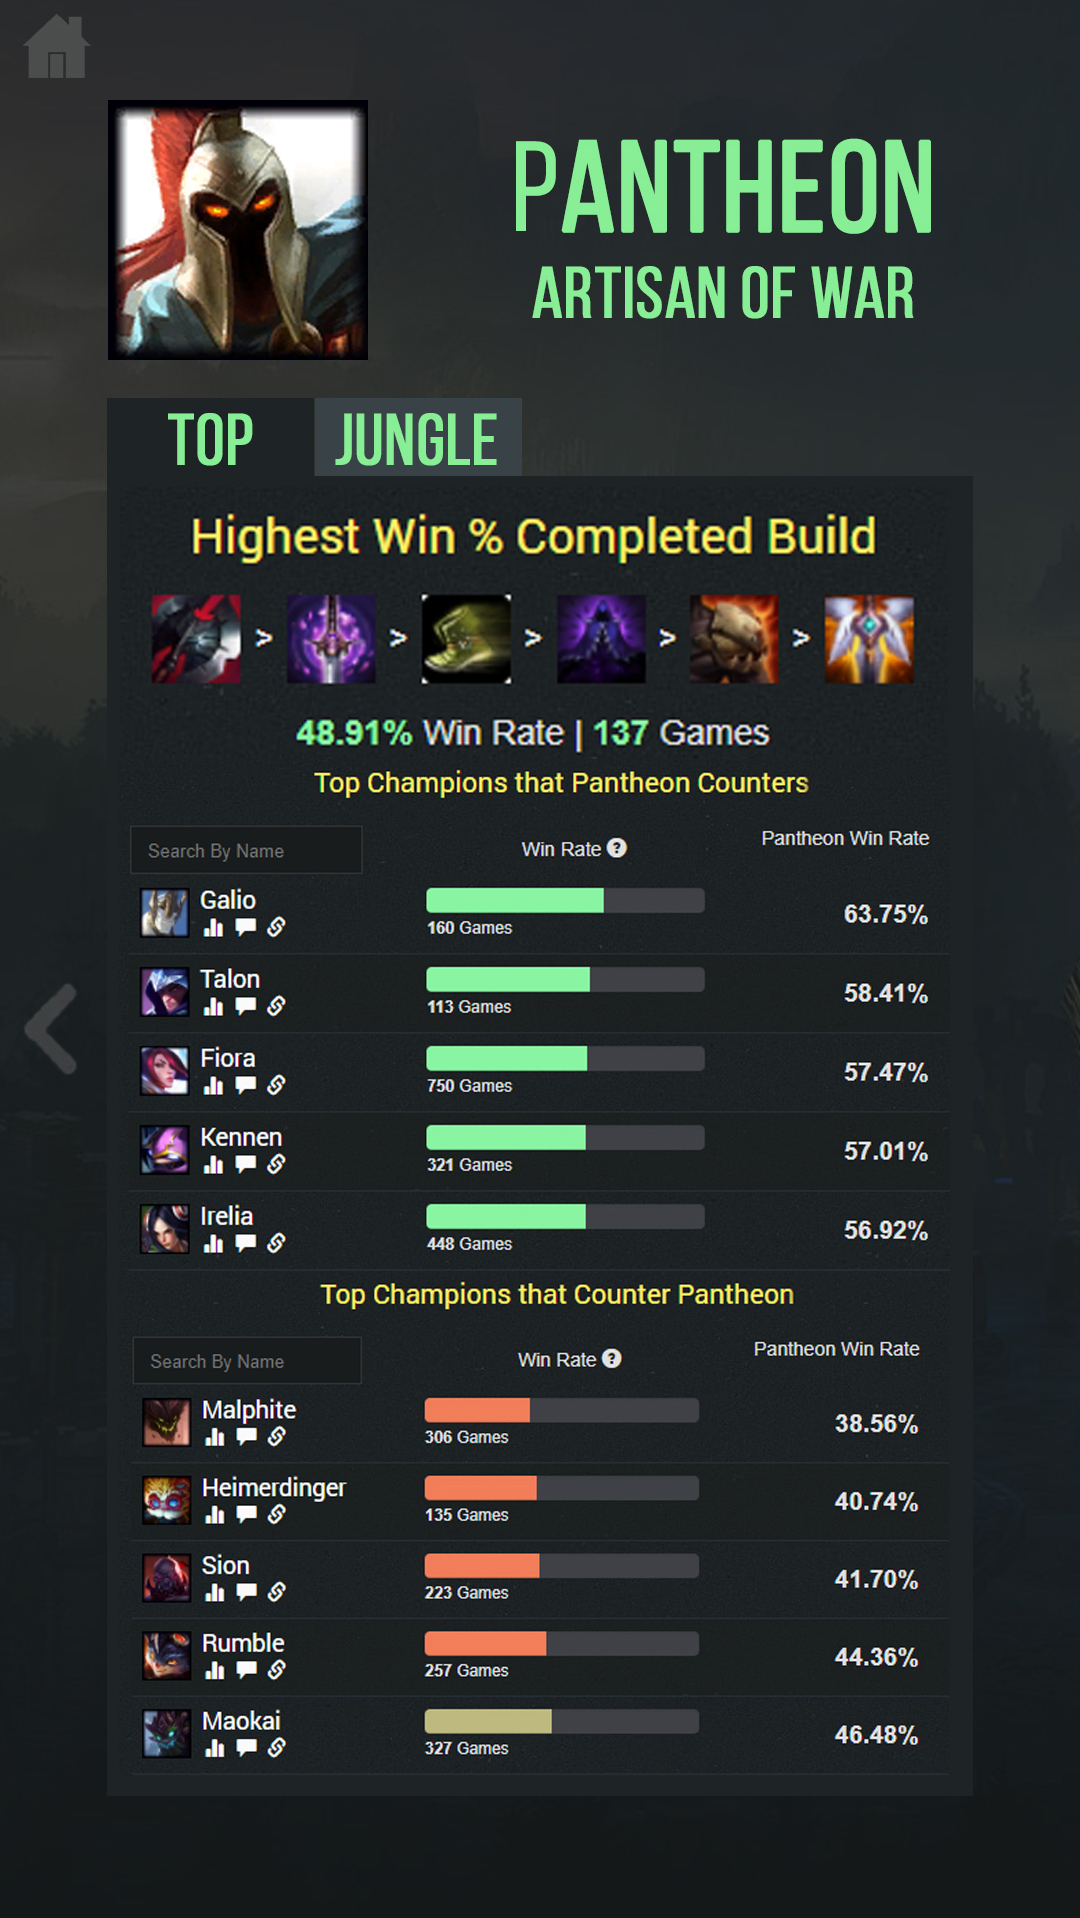 PANTHEON
ARTISAN OF WAR
TOP
JUNGLE
Highest Win % Completed Build
> > > > >
48.91% Win Rate | 137 Games
Top Champions that Pantheon Counters
Search By Name
Win Rate ?
Pantheon Win Rate
Galio
160 Games
63.75%
Talon
113 Games
58.41%
Fiora
750 Games
57.47%
Kennen
321 Games
57.01%
Irelia
448 Games
56.92%
Top Champions that Counter Pantheon
Search By Name
Win Rate ?
Pantheon Win Rate
Malphite
306 Games
38.56%
Heimerdinger
135 Games
40.74%
Sion
223 Games
41.70%
Rumble
257 Games
44.36%
Maokai
327 Games
46.48%